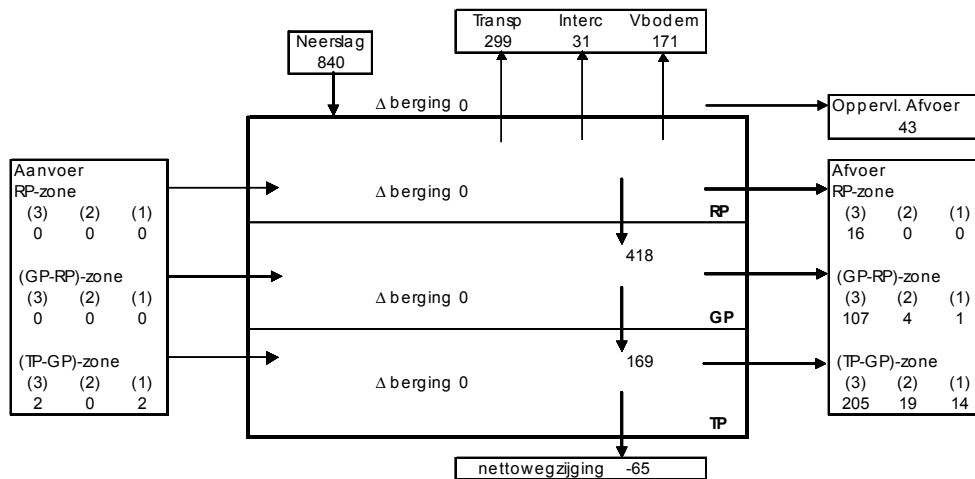 Transp Interc Vbodem
299 31 171
Neerslag
840
Δ berging 0
Oppervl. Afvoer
43
Aanvoer
RP-zone
(3) (2) (1)
0 0 0
(GP-RP)-zone
(3) (2) (1)
0 0 0
(TP-GP)-zone
(3) (2) (1)
2 0 2
Δ berging 0
RP
418
Δ berging 0
GP
169
Δ berging 0
TP
Afvoer
RP-zone
(3) (2) (1)
16 0 0
(GP-RP)-zone
(3) (2) (1)
107 4 1
(TP-GP)-zone
(3) (2) (1)
205 19 14
nettowegzijging -65